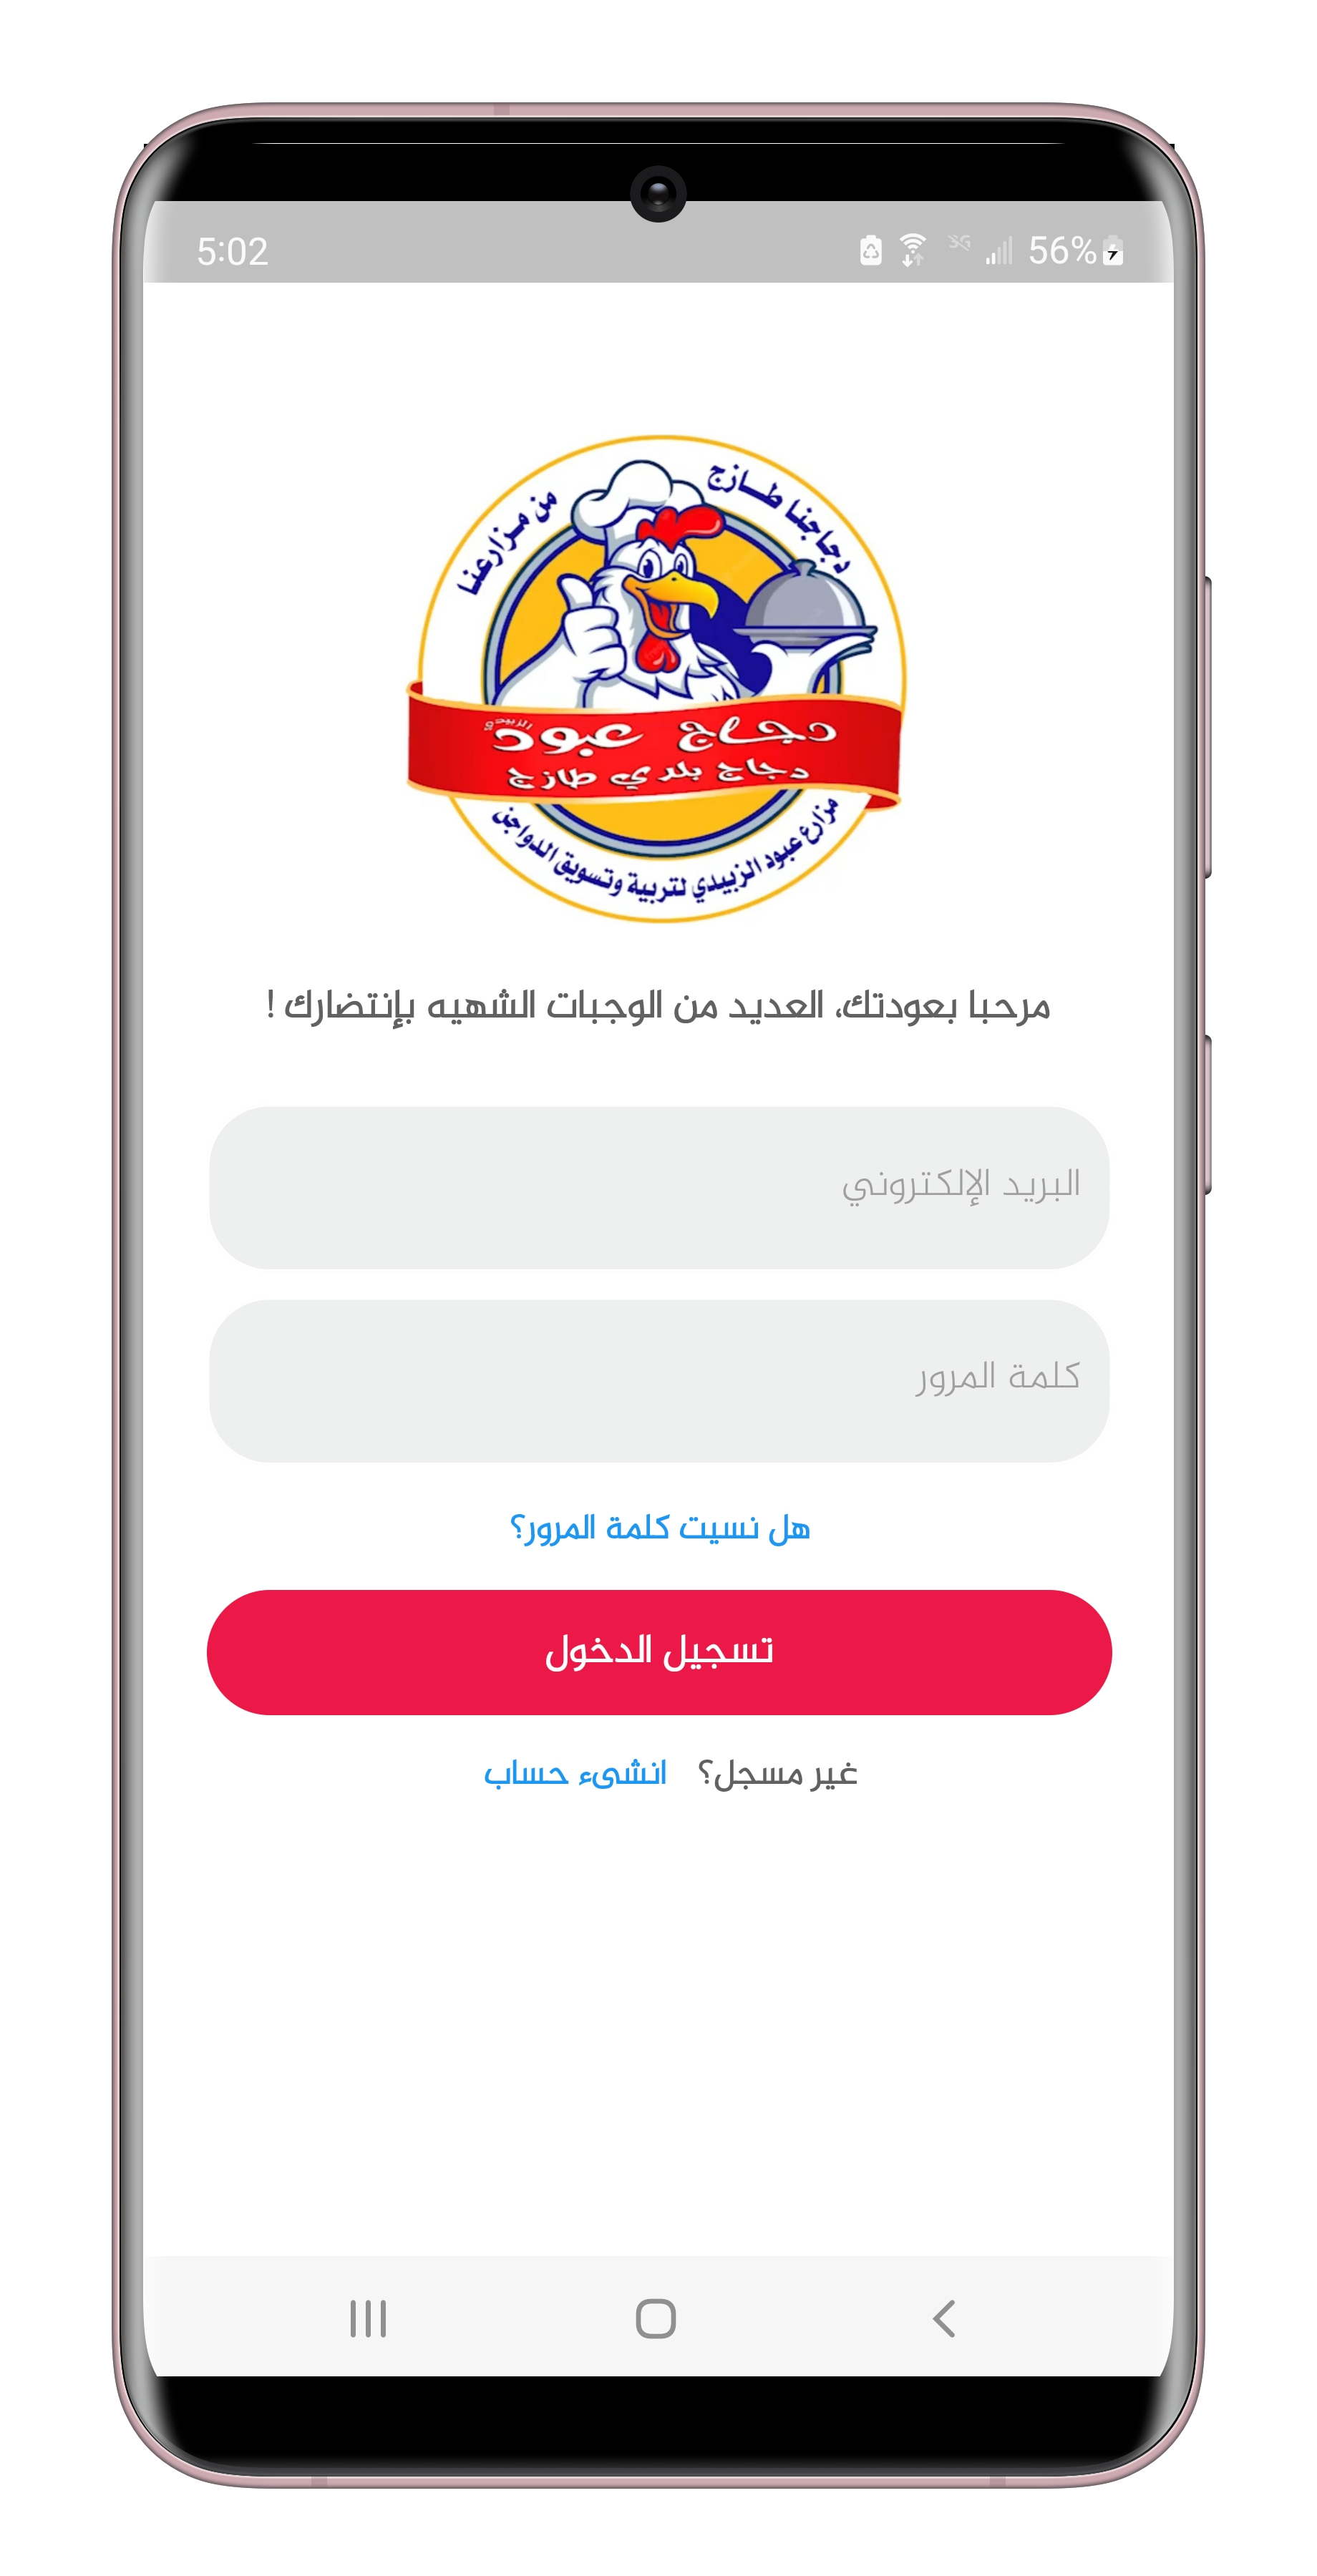 5:02
56%
دجاجنا طازج
من مزارعنا
دجاج عبود
الزبيدي
دجاج بلدي طازج
مزارع عبود الزبيدي لتربية وتسويق الدواجن
مرحبا بعودتك، العديد من الوجبات الشهيه بإنتضارك !
البريد الإلكتروني
كلمة المرور
هل نسيت كلمة المرور؟
تسجيل الدخول
غير مسجل؟ انشىء حساب